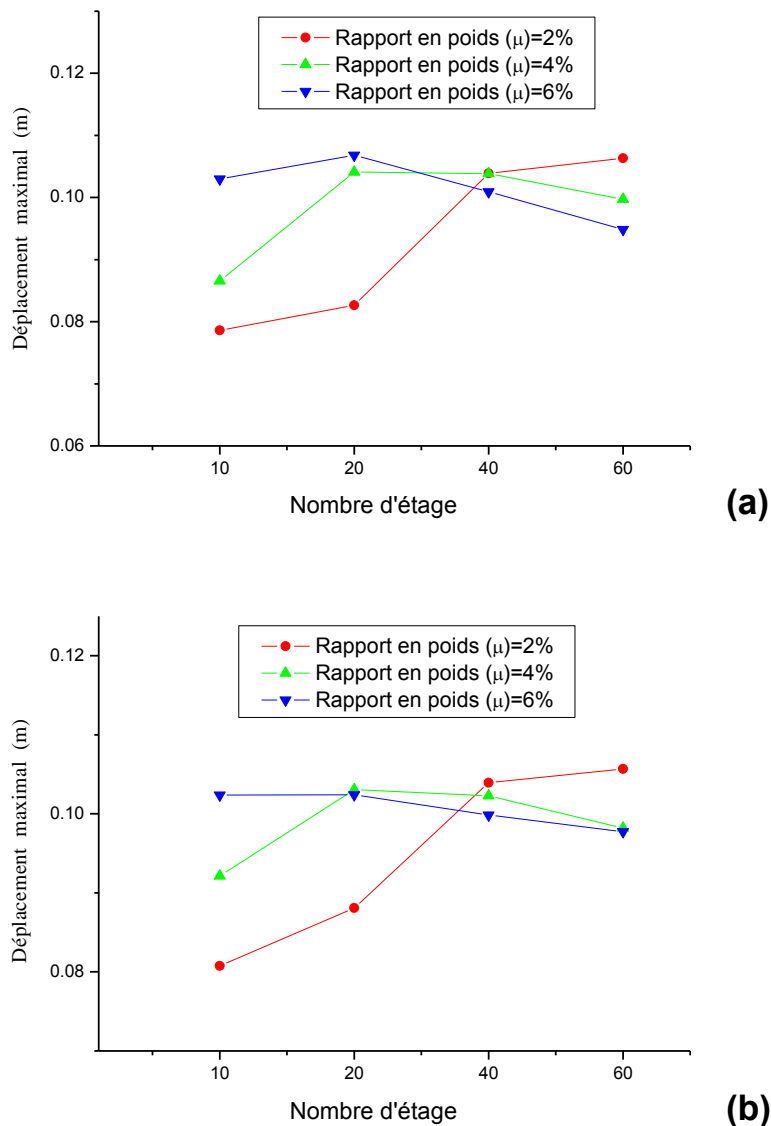 Rapport en poids (μ)=2%
Rapport en poids (μ)=4%
Rapport en poids (μ)=6%
0.12
0.10
0.08
0.06
Déplacement maximal (m)
10 20 40 60
Nombre d'étage
(a)
Rapport en poids (μ)=2%
Rapport en poids (μ)=4%
Rapport en poids (μ)=6%
0.12
0.10
0.08
Déplacement maximal (m)
10 20 40 60
Nombre d'étage
(b)